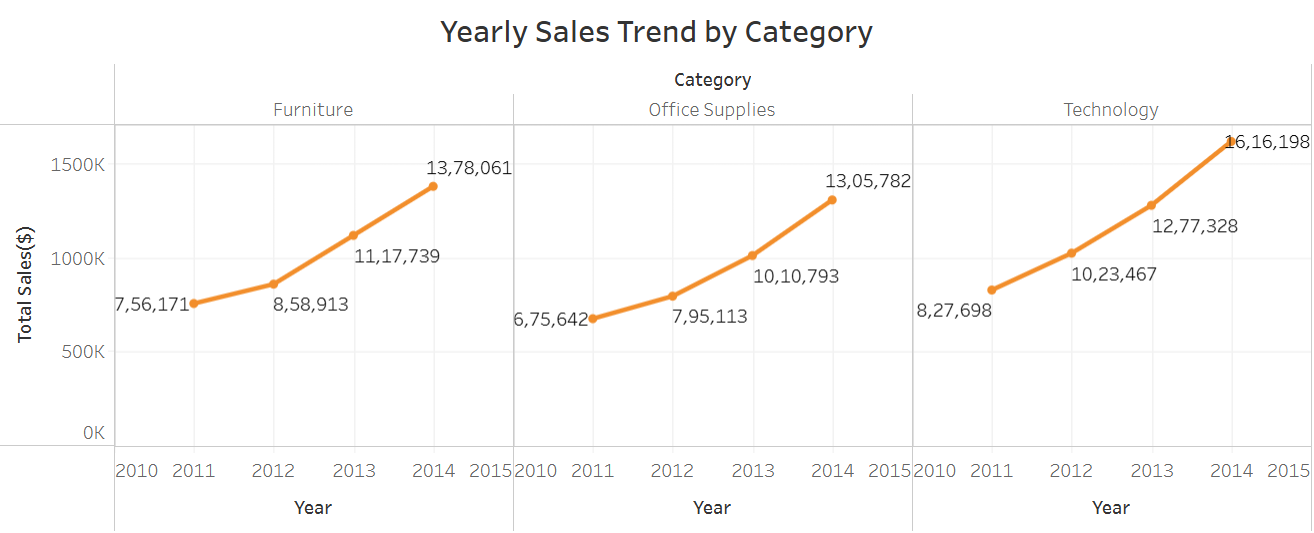 Yearly Sales Trend by Category
Category
Furniture Office Supplies Technology
Total Sales($)
1500K
1000K
500K
0K
7,56,171
8,58,913
11,17,739
13,78,061
6,75,642
7,95,113
10,10,793
13,05,782
8,27,698
10,23,467
12,77,328
16,16,198
2010 2011 2012 2013 2014 2015 2010 2011 2012 2013 2014 2015 2010 2011 2012 2013 2014 2015
Year Year Year